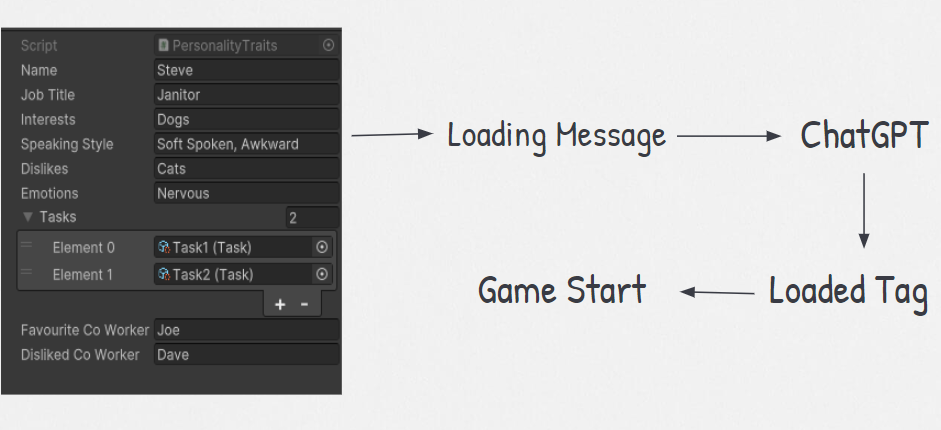 Script PersonalityTraits
Name Steve
Job Title Janitor
Interests Dogs
Speaking Style Soft Spoken, Awkward
Dislikes Cats
Emotions Nervous
Tasks 2
Element 0 Task1 (Task)
Element 1 Task2 (Task)
+ -
Favourite Co Worker Joe
Disliked Co Worker Dave
Loading Message
ChatGPT
Loaded Tag
Game Start